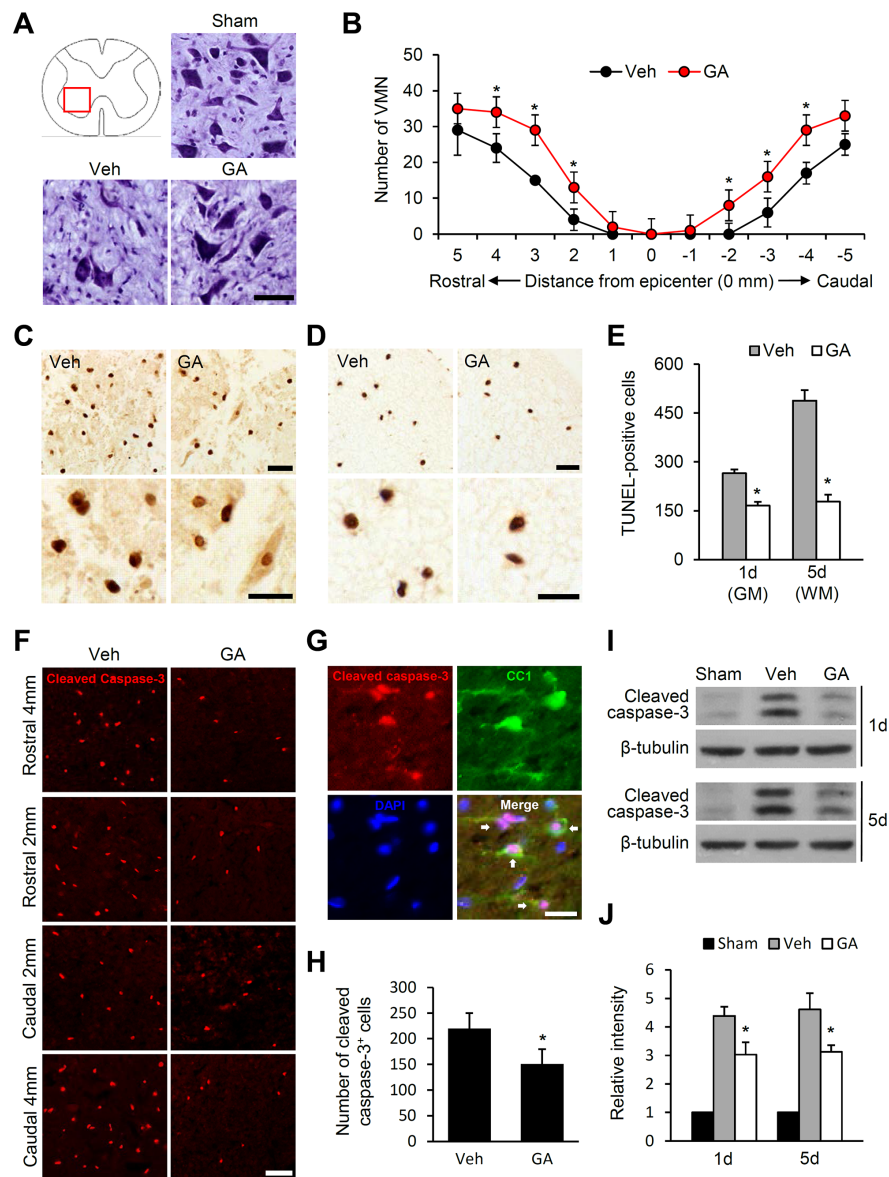 A
Sham
Veh
GA
B
Number of VMN
50
40
30
20
10
0
Veh
GA
* * * * * *
5 4 3 2 1 0 -1 -2 -3 -4 -5
Rostral Distance from epicenter (0 mm) Caudal
C
Veh
GA
D
Veh
GA
E
TUNEL-positive cells
600
450
300
150
0
Veh
GA
* *
1d 5d
(GM) (WM)
F
Veh
GA
Cleaved Caspase-3
Rostral 4mm
Rostral 2mm
Caudal 2mm
Caudal 4mm
G
Cleaved caspase-3
CC1
DAPI
Merge
H
Number of cleaved
caspase-3+ cells
300
250
200
150
100
50
0
*
Veh GA
I
Sham Veh GA
Cleaved
caspase-3
β-tubulin
1d
Cleaved
caspase-3
β-tubulin
5d
J
Sham Veh GA
Relative intensity
6
5
4
3
2
1
0
* *
1d 5d